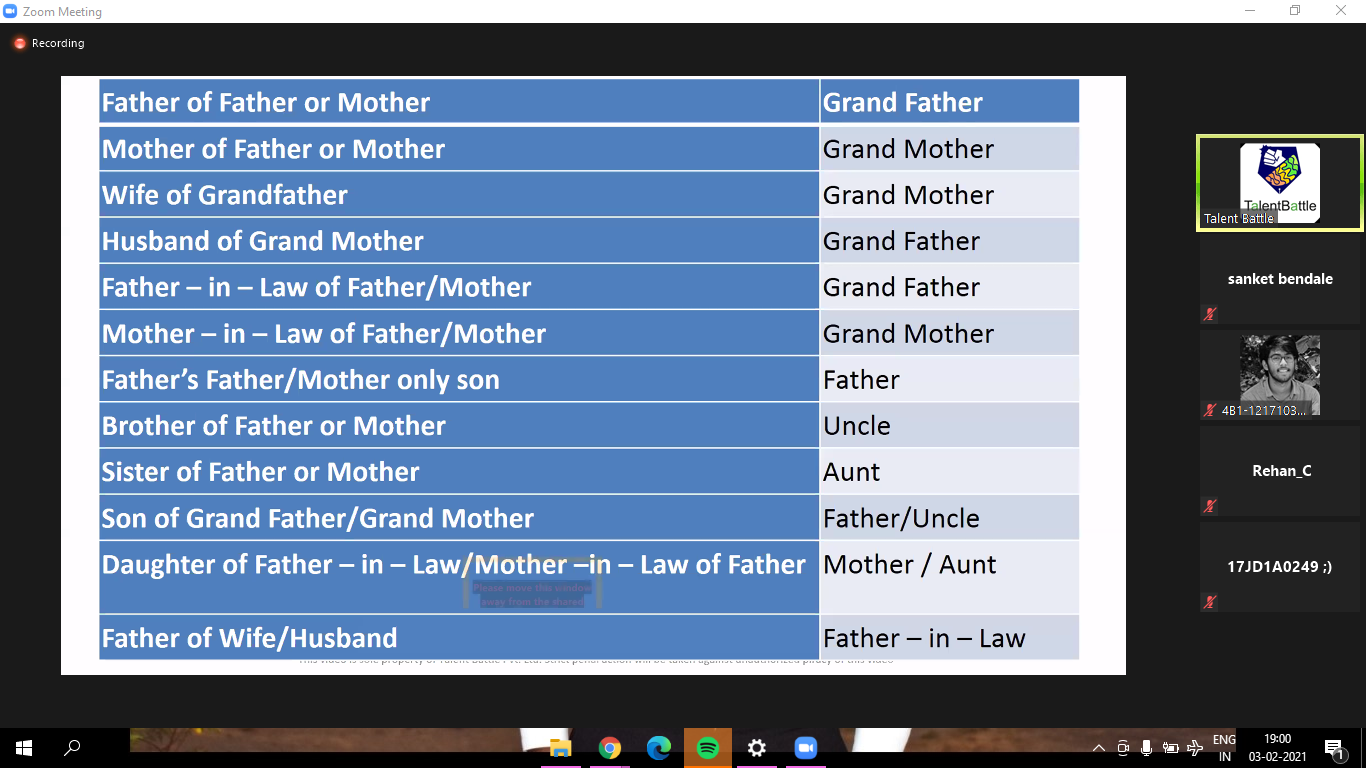 Zoom Meeting
Recording
Father of Father or Mother Grand Father
Mother of Father or Mother Grand Mother
Wife of Grandfather Grand Mother
Husband of Grand Mother Grand Father
Father – in – Law of Father/Mother Grand Father
Mother – in – Law of Father/Mother Grand Mother
Father’s Father/Mother only son Father
Brother of Father or Mother Uncle
Sister of Father or Mother Aunt
Son of Grand Father/Grand Mother Father/Uncle
Daughter of Father – in – Law/Mother –in – Law of Father Mother / Aunt
Please move this window
away from the shared
Father of Wife/Husband Father – in – Law
This video is sole property of Talent Battle Pvt. Ltd. Strict penal action will be taken against unauthorized piracy of this video
TalentBattle
Talent Battle
sanket bendale
4B1-1217103...
Rehan_C
17JD1A0249 ;)
ENG
IN
19:00
03-02-2021
1